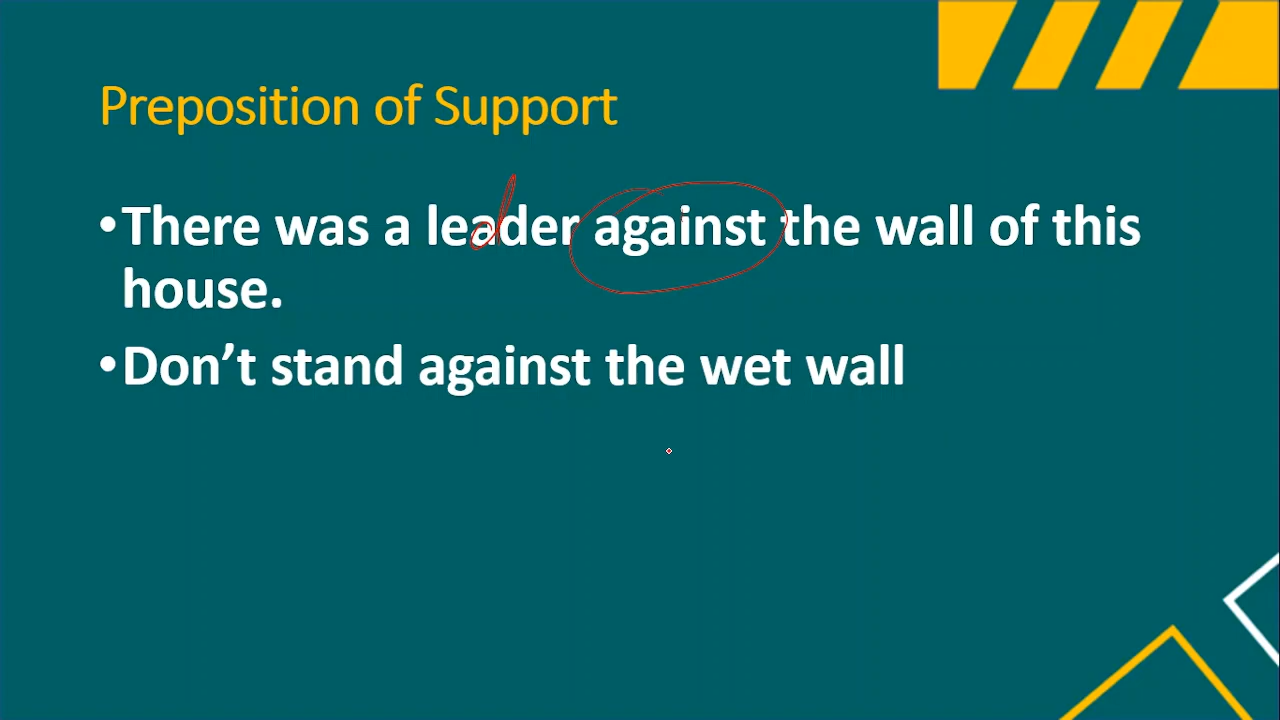 Preposition of Support
•There was a leader against the wall of this
house.
•Don’t stand against the wet wall